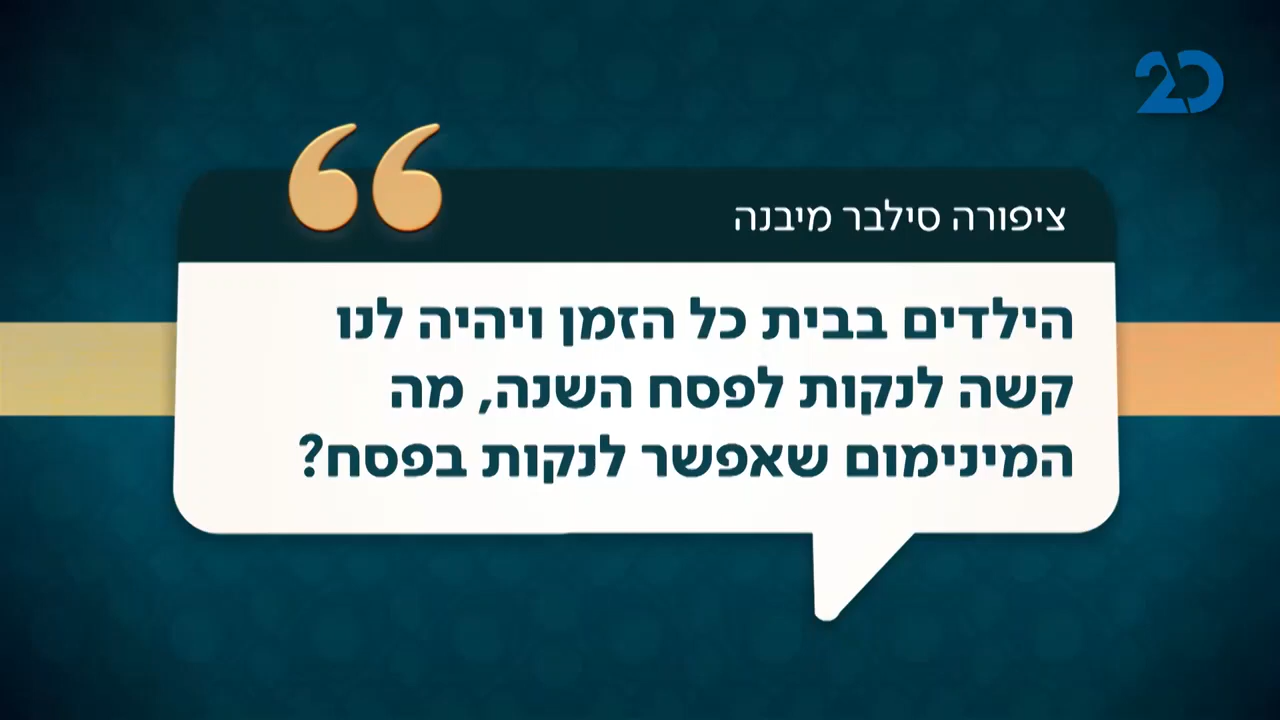 20
ציפורה סילבר מיבנה
הילדים בבית כל הזמן ויהיה לנו
קשה לנקות לפסח השנה, מה
המינימום שאפשר לנקות בפסח?